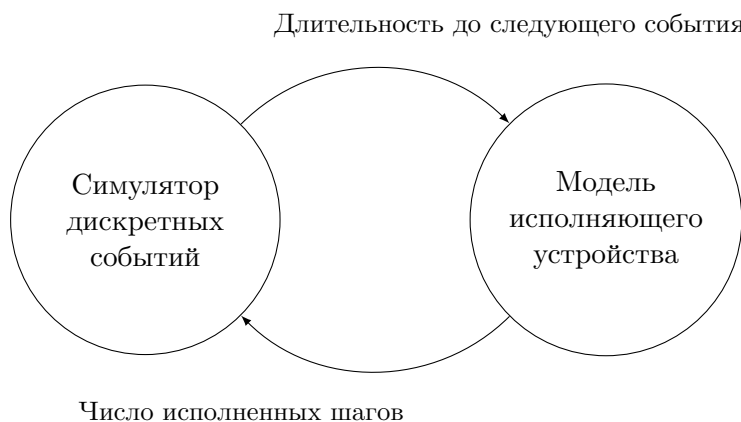 Длительность до следующего события
Симулятор
дискретных
событий
Модель
исполняющего
устройства
Число исполненных шагов